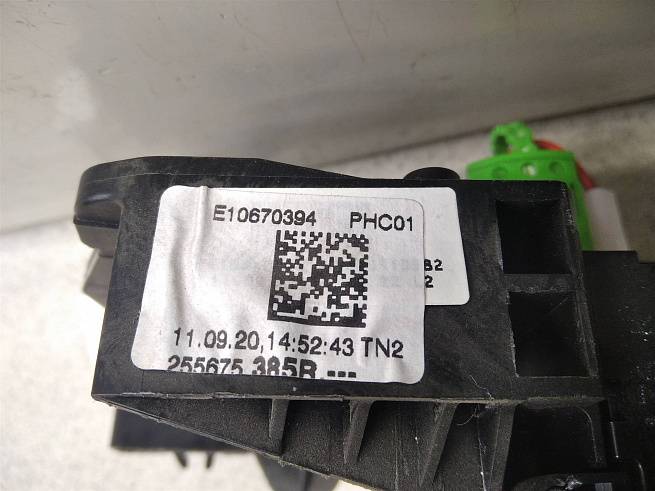 E10670394 PHC01
11.09.20,14:52:43 TN2
255675 385R ---